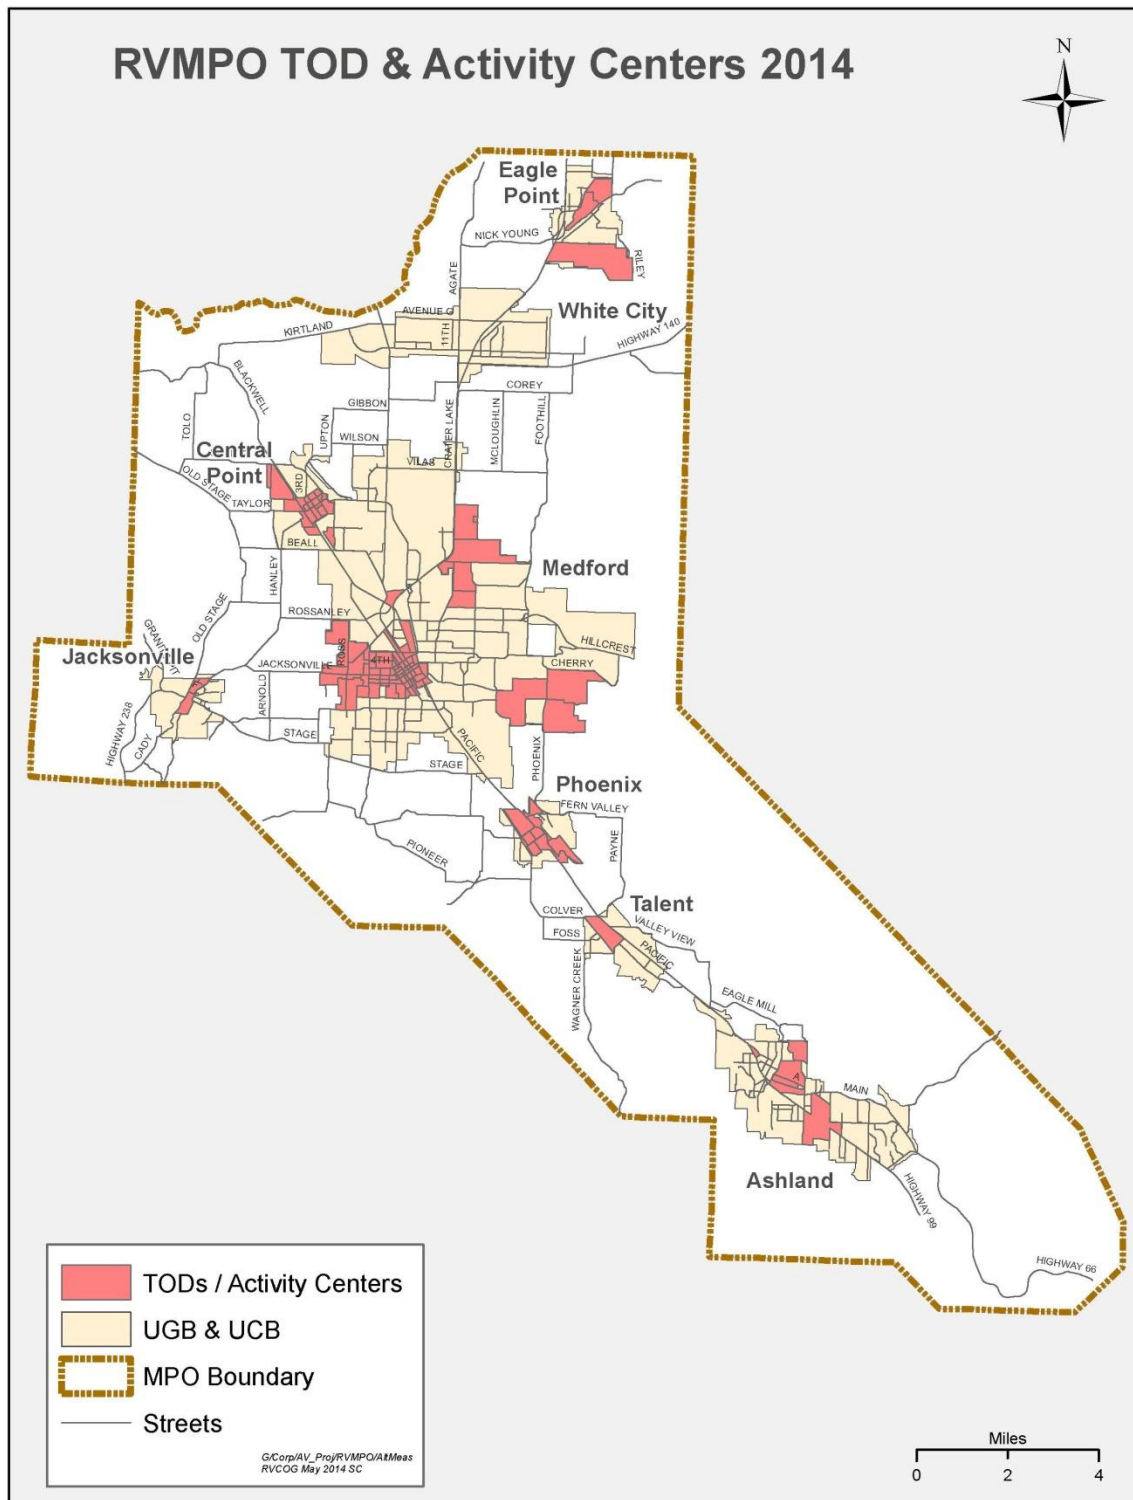 RVMPO TOD & Activity Centers 2014
N
Eagle
Point
NICK YOUNG
RILEY
AGATE
White City
AVENUE G
11TH
KIRTLAND
HIGHWAY 140
BLACKWELL
COREY
GIBBON
UPTON
WILSON
TOLO
CRATER LAKE
MCLOUGHLIN
FOOTHILL
Central
Point
VILAS
OLD STAGE
3RD
TAYLOR
BEALL
HANLEY
Medford
ROSSANLEY
OLD STAGE
GRANITE PIT
HILLCREST
Jacksonville
JACKSONVILLE
ROSS
4TH
CHERRY
ARNOLD
HIGHWAY 238
CADY
STAGE
PACIFIC
STAGE
PHOENIX
Phoenix
FERN VALLEY
PIONEER
PAYNE
Talent
COLVER
FOSS
VALLEY VIEW
PACIFIC
WAGNER CREEK
EAGLE MILL
A
MAIN
Ashland
HIGHWAY 99
HIGHWAY 66
TODs / Activity Centers
UGB & UCB
MPO Boundary
Streets
G/Corp/AV_Proj/RVMPO/AltMeas
RVCOG May 2014 SC
Miles
0 2 4